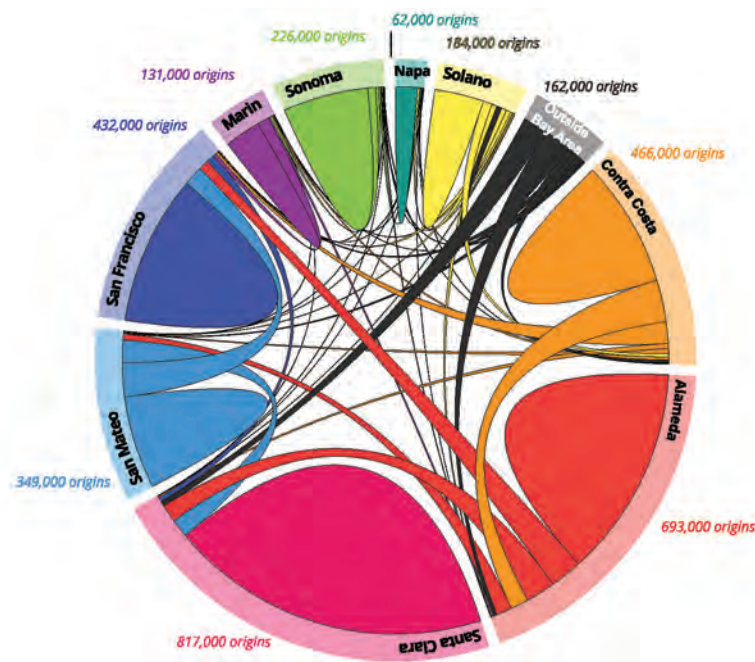 62,000 origins
226,000 origins
184,000 origins
131,000 origins
Sonoma
Napa
Solano
162,000 origins
Marin
Outside
Bay Area
432,000 origins
466,000 origins
Contra Costa
San Francisco
Alameda
San Mateo
349,000 origins
693,000 origins
Santa Clara
817,000 origins